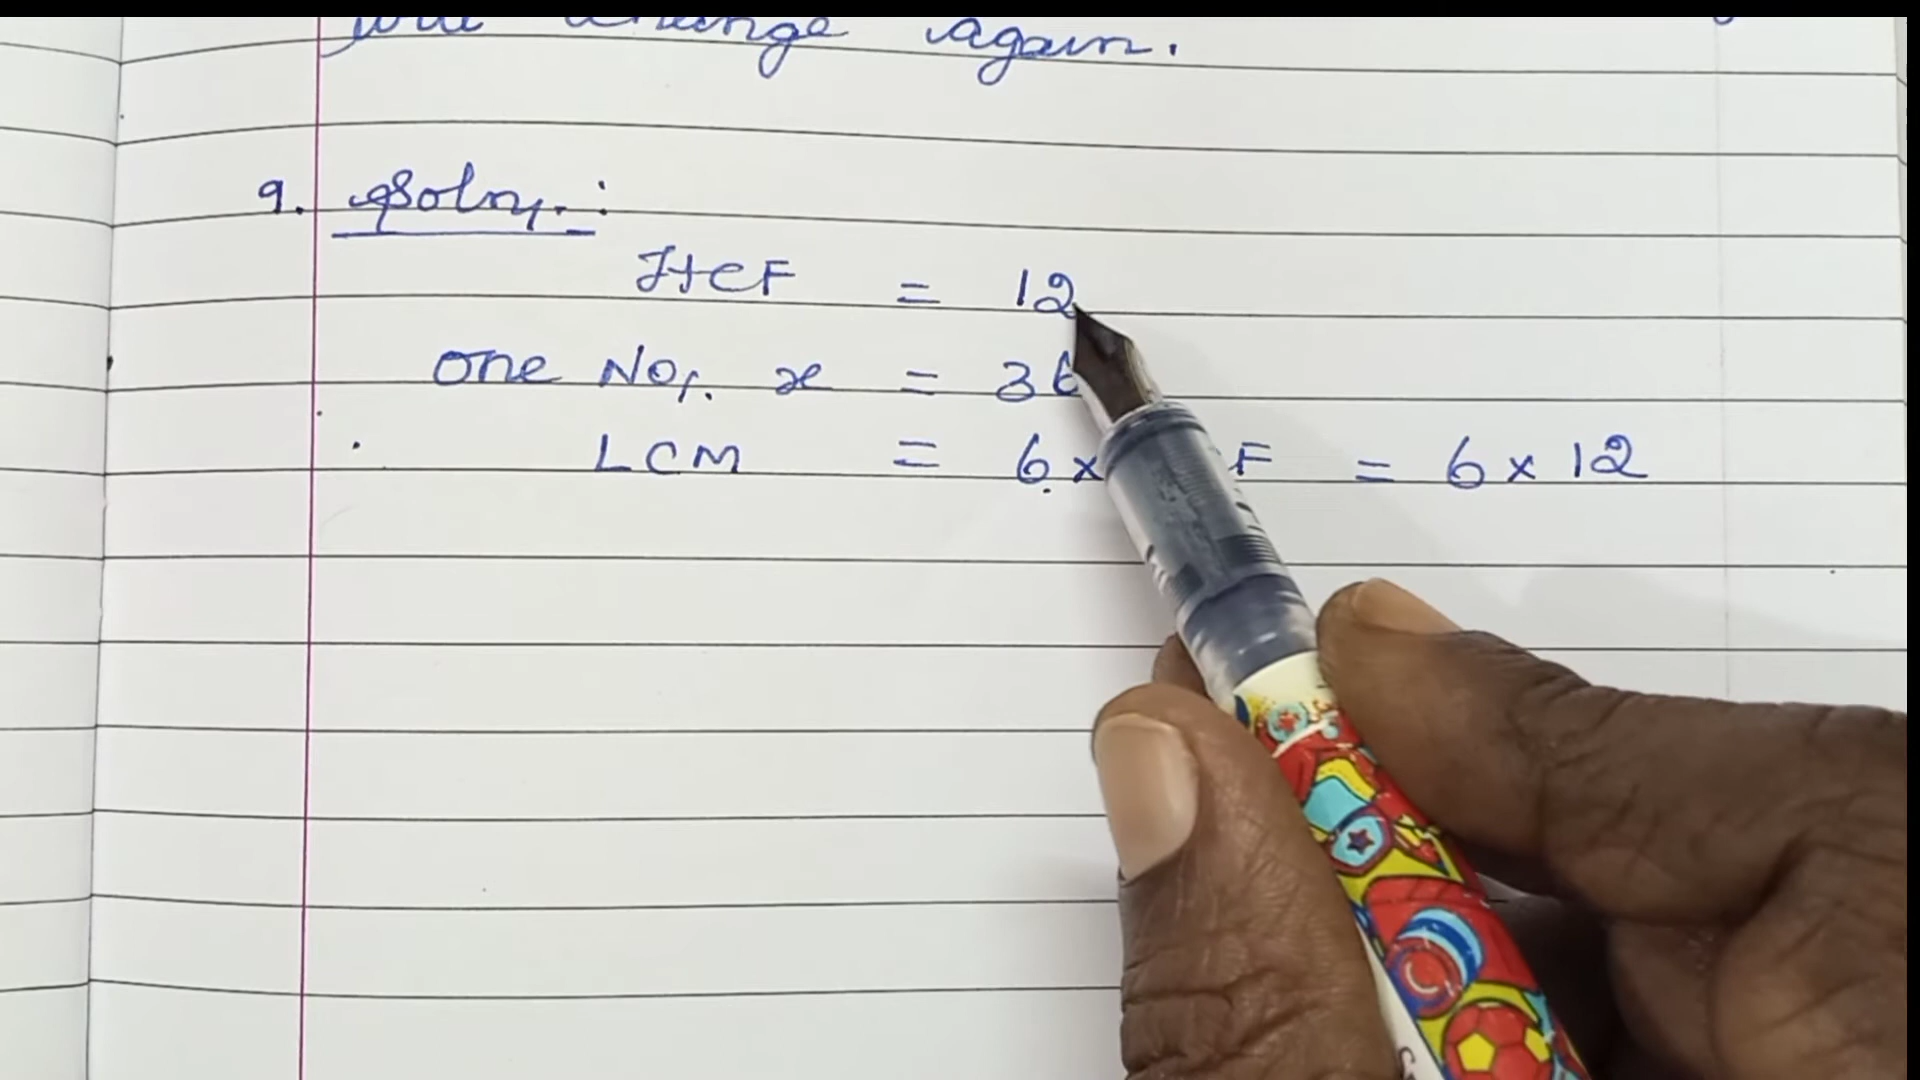 will change again.
9. Soln. :
HCF = 12
One No. x = 36
LCM = 6 × F = 6 × 12